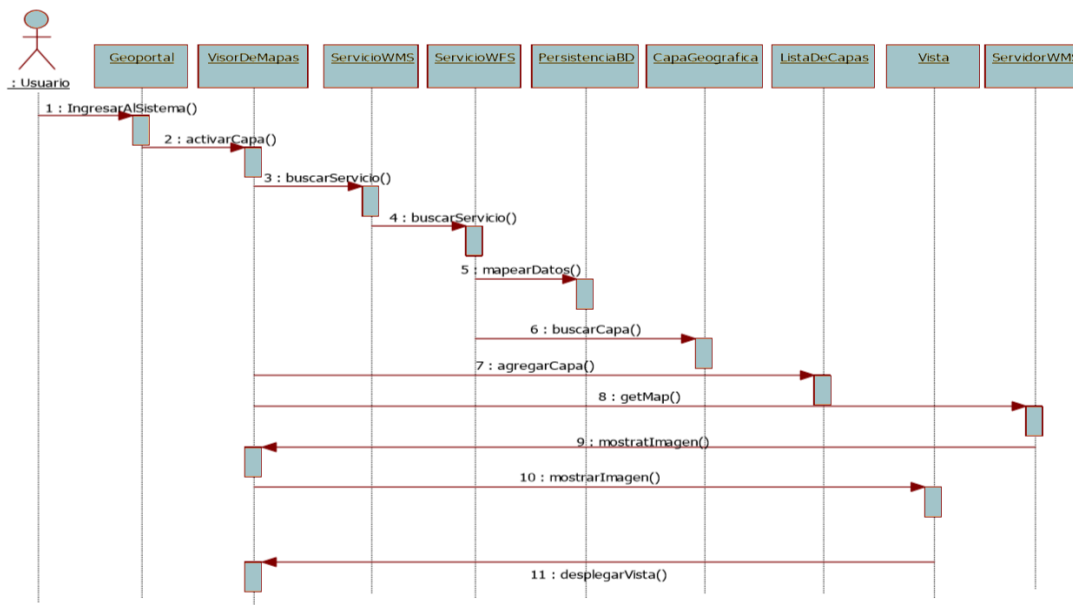 : Usuario
Geoportal
VisorDeMapas
ServicioWMS
ServicioWFS
PersistenciaBD
CapaGeografica
ListaDeCapas
Vista
ServidorWMS
1 : IngresarAlSistema()
2 : activarCapa()
3 : buscarServicio()
4 : buscarServicio()
5 : mapearDatos()
6 : buscarCapa()
7 : agregarCapa()
8 : getMap()
9 : mostratImagen()
10 : mostrarImagen()
11 : desplegarVista()